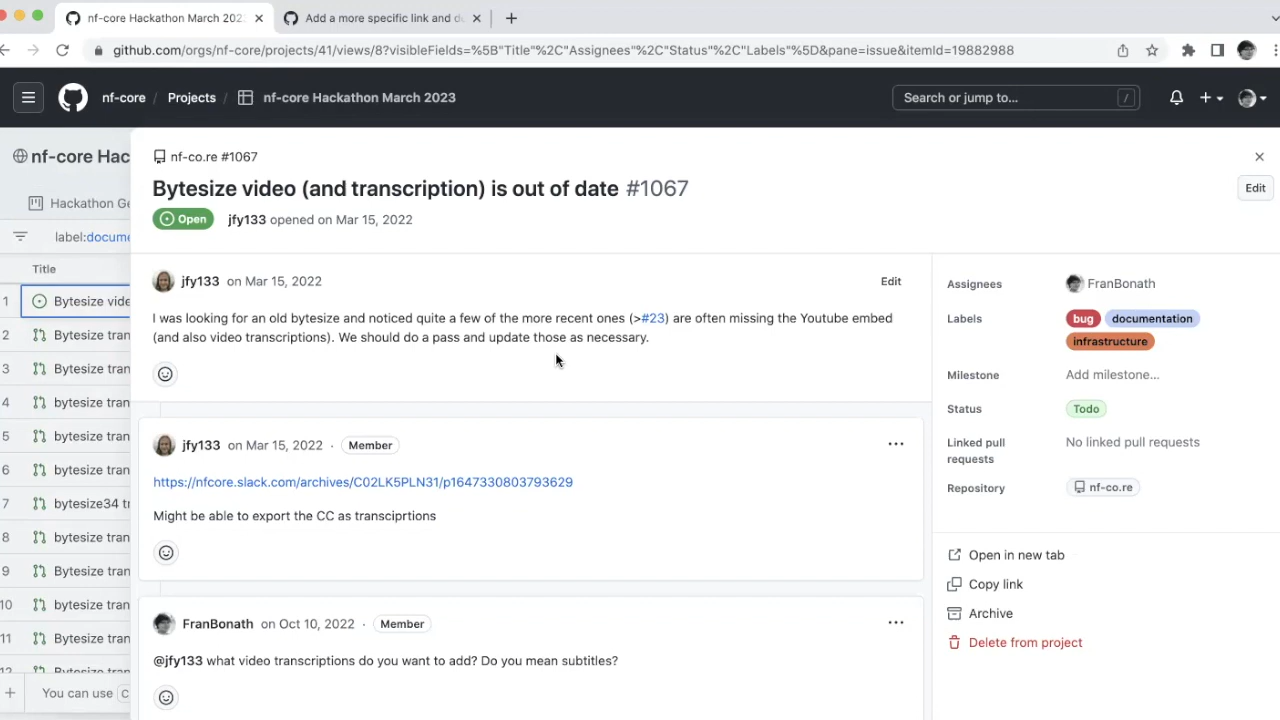 nf-core Hackathon March 202
Add a more specific link and de
github.com/orgs/nf-core/projects/41/views/8?visibleFields=%5B"Title"%2C"Assignees"%2C"Status"%2C"Labels"%5D&pane=issue&itemId=19882988
nf-core / Projects / nf-core Hackathon March 2023
Search or jump to... /
nf-core Hac
Hackathon Ge
label:docume
Title
1 Bytesize vide
2 Bytesize tran
3 Bytesize tran
4 bytesize tran
5 bytesize tran
6 bytesize tran
7 bytesize34 tr
8 bytesize tran
9 Bytesize tran
10 bytesize tran
11 Bytesize tran
12 Bytesize tran
+ You can use C
nf-co.re #1067
Bytesize video (and transcription) is out of date #1067
Edit
Open jfy133 opened on Mar 15, 2022
jfy133 on Mar 15, 2022 Edit
I was looking for an old bytesize and noticed quite a few of the more recent ones (>#23) are often missing the Youtube embed
(and also video transcriptions). We should do a pass and update those as necessary.
jfy133 on Mar 15, 2022 · Member
https://nfcore.slack.com/archives/C02LK5PLN31/p1647330803793629
Might be able to export the CC as transciprtions
FranBonath on Oct 10, 2022 · Member
@jfy133 what video transcriptions do you want to add? Do you mean subtitles?
Assignees FranBonath
Labels bug documentation
infrastructure
Milestone Add milestone...
Status Todo
Linked pull
requests
No linked pull requests
Repository nf-co.re
Open in new tab
Copy link
Archive
Delete from project